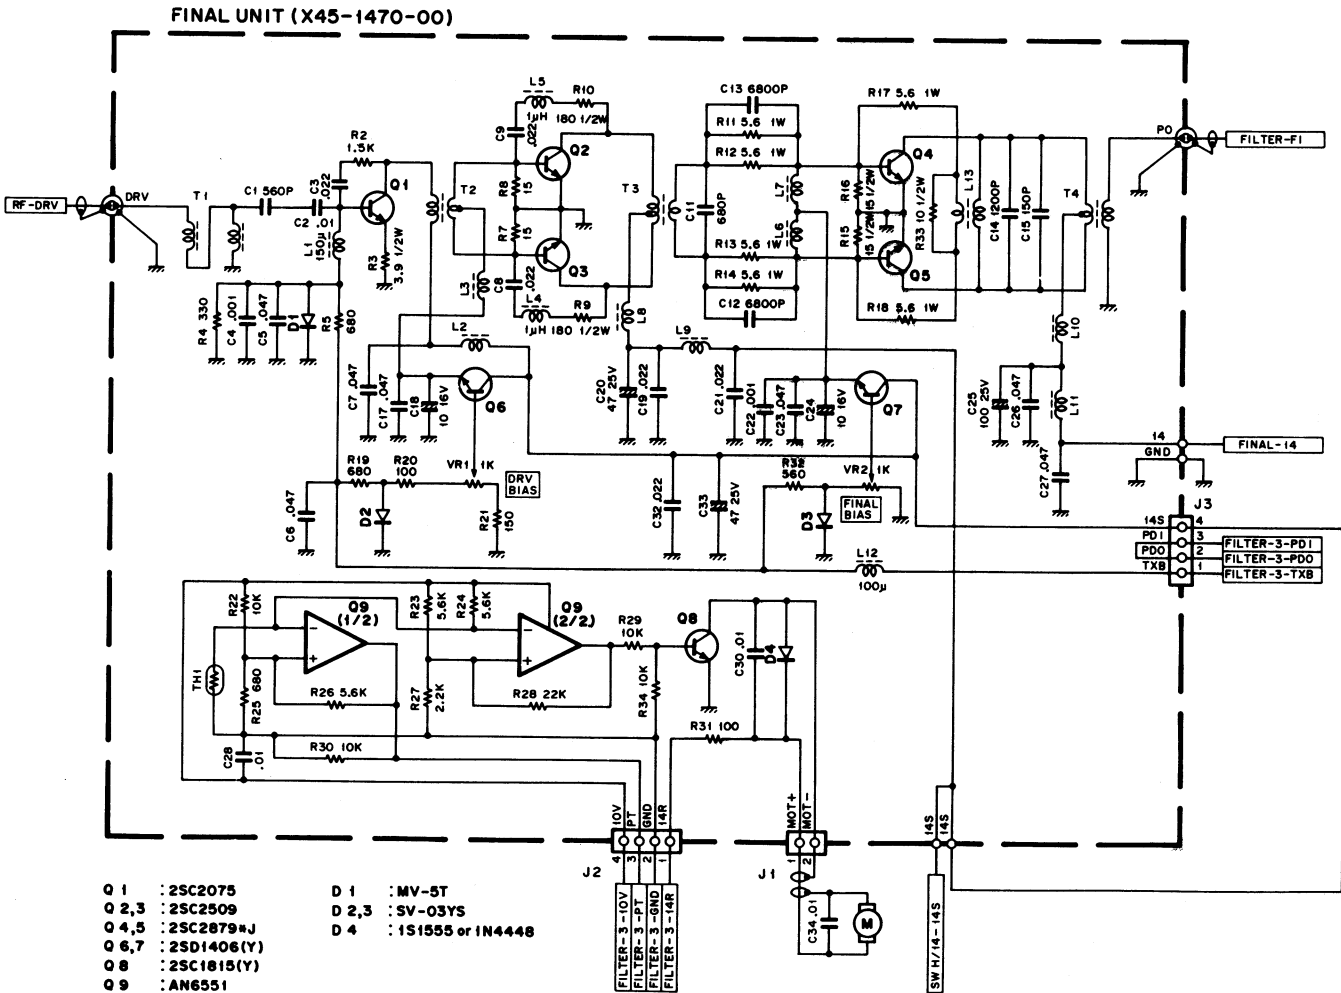 FINAL UNIT (X45-1470-00)
L5
R10
C13 6800P
R17 5.6 1W
1μH
180 1/2W
C9
.022
R11 5.6 1W
PO
FILTER-F1
R2
1.5K
Q2
R12 5.6 1W
Q4
C3
.022
Q1
T2
R8
15
T3
C11
680P
L7
R16
15 1/2W
R33 10 1/2W
L13
C14 1200P
C15 150P
T4
RF-DRV
DRV
T1
C1 560P
C2 .01
L1
150μ
R3
3.9 1/2W
R7
15
Q3
L6
R15
15 1/2W
Q5
R13 5.6 1W
R14 5.6 1W
C12 6800P
R18 5.6 1W
L3
C8
.022
L4
R9
1μH
180 1/2W
L8
L10
R4 330
C4 .001
C5 .047
D1
R5
680
L2
L9
C7 .047
C17 .047
C18
10 16V
Q6
C20
47 25V
C19 .022
C21 .022
C22 .001
C23 .047
C24
10 16V
Q7
C25
100 25V
C26 .047
L11
14
FINAL-14
GND
R19
680
R20
100
VR1 1K
DRV
BIAS
R32
560
VR2 1K
FINAL
BIAS
C27 .047
C6 .047
D2
R21
150
C32 .022
C33
47 25V
D3
J3
14S
4
PDI
3
FILTER-3-PDI
PDO
2
FILTER-3-PDO
TXB
1
FILTER-3-TXB
L12
100μ
R22
10K
Q9
(1/2)
R23
5.6K
R24
5.6K
Q9
(2/2)
R29
10K
Q8
−
+
−
+
C30 .01
D4
TH1
R25
680
R26 5.6K
R27
2.2K
R28 22K
R34 10K
R31 100
C28
.01
R30 10K
10V
PT
GND
14R
MOT+
MOT-
14S
14S
J2
4
3
2
1
J1
1
2
FILTER-3-10V
FILTER-3-PT
FILTER-3-GND
FILTER-3-14R
C34 .01
M
SWH/14-14S
Q 1 : 2SC2075
Q 2,3 : 2SC2509
Q 4,5 : 2SC2879*J
Q 6,7 : 2SD1406(Y)
Q 8 : 2SC1815(Y)
Q 9 : AN6551
D 1 : MV-5T
D 2,3 : SV-03YS
D 4 : 1S1555 or 1N4448